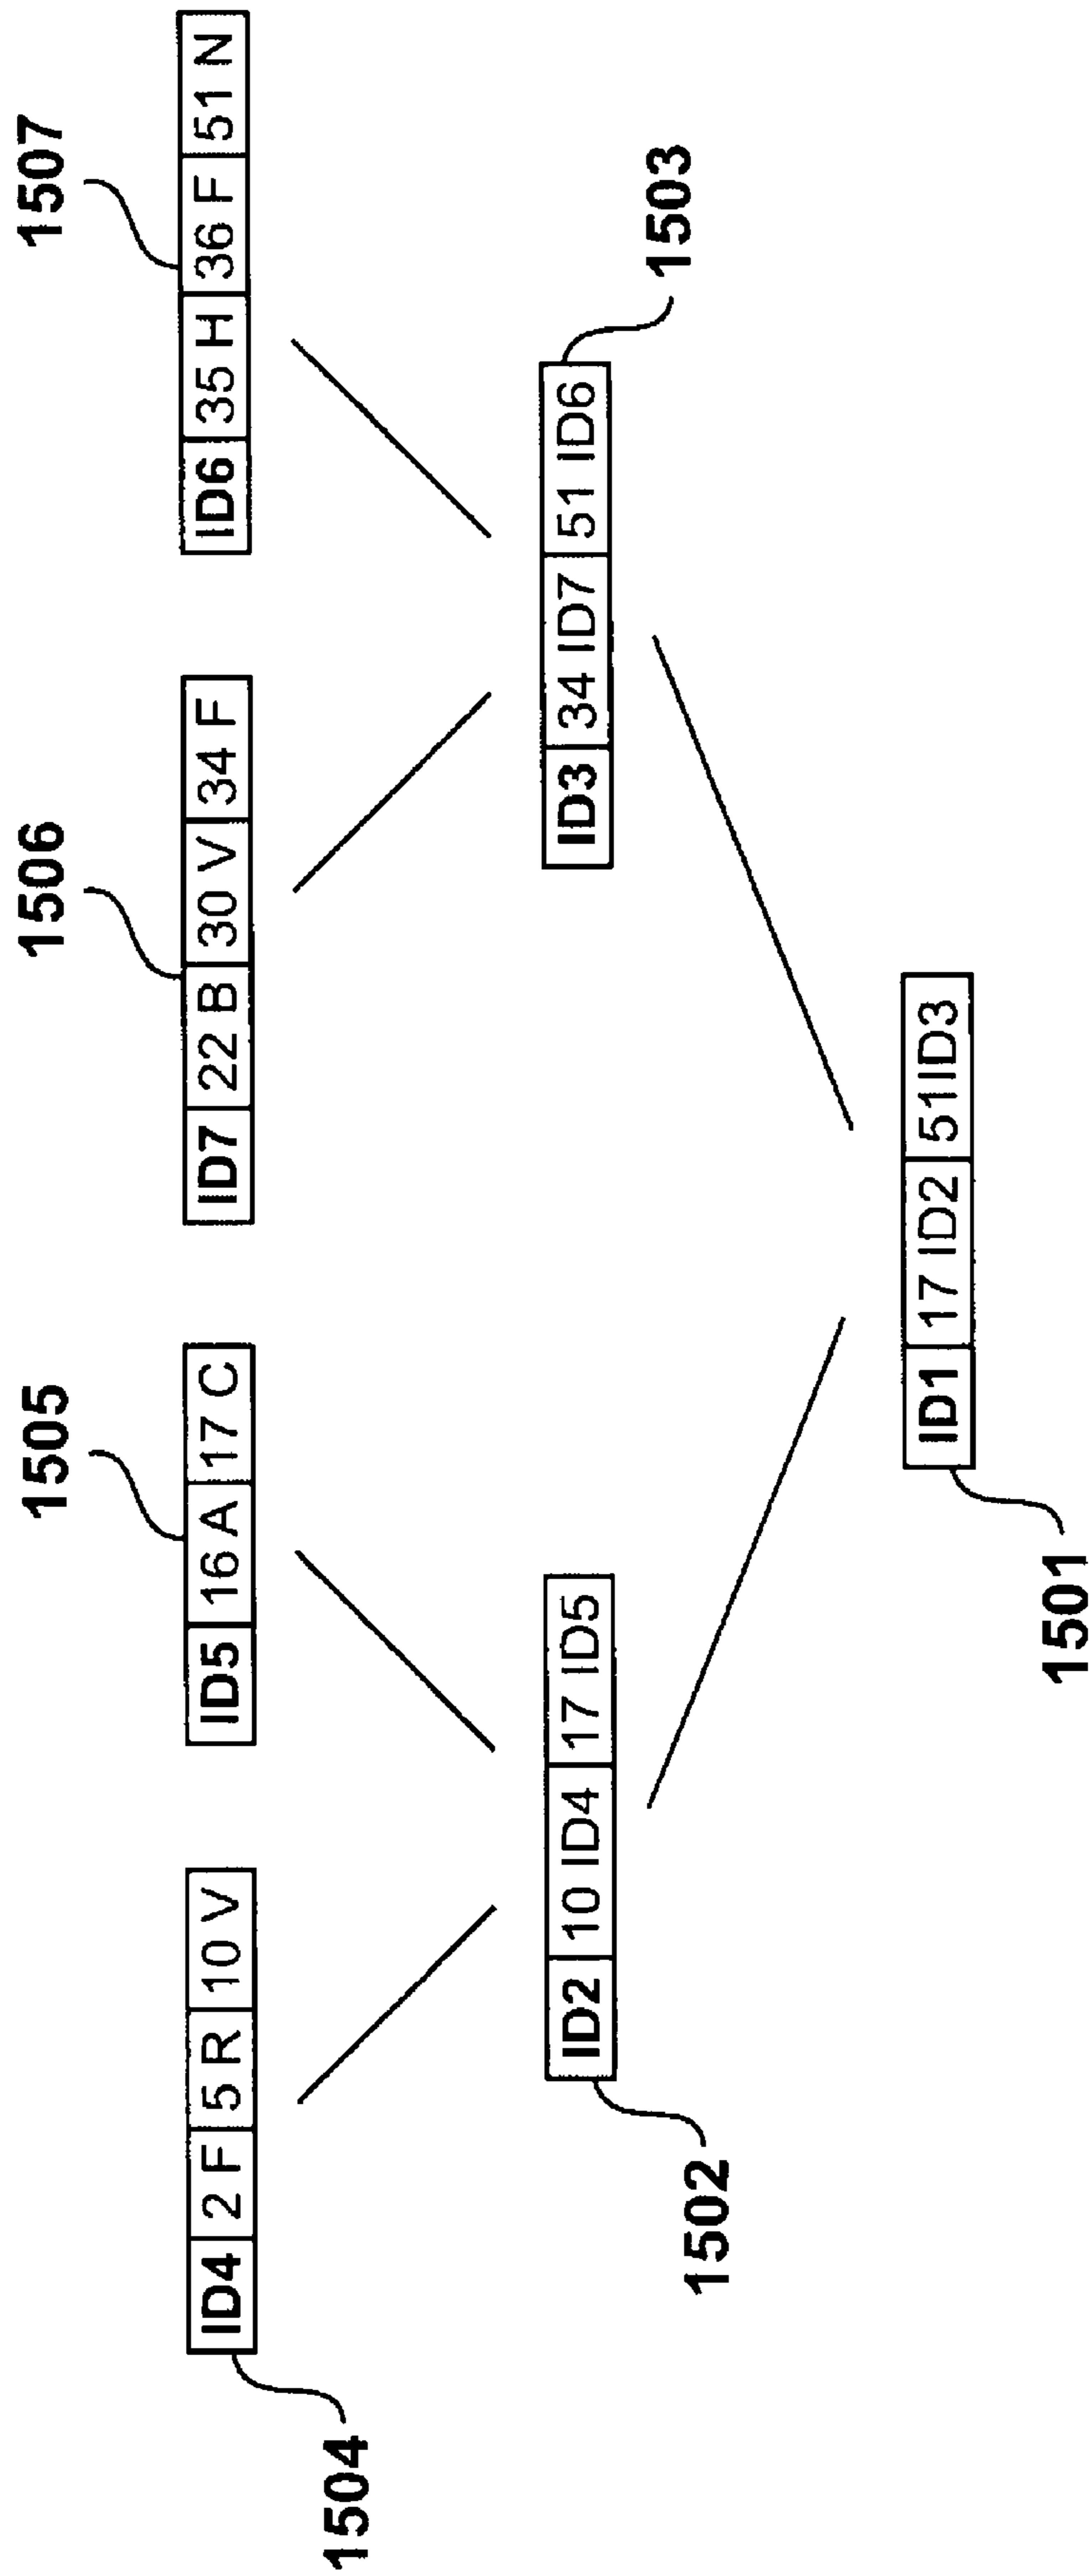 1505
1506
1507
ID4 2 F 5 R 10 V
ID5 16 A 17 C
ID7 22 B 30 V 34 F
ID6 35 H 36 F 51 N
1504
1503
ID2 10 ID4 17 ID5
ID3 34 ID7 51 ID6
1502
ID1 17 ID2 51ID3
1501